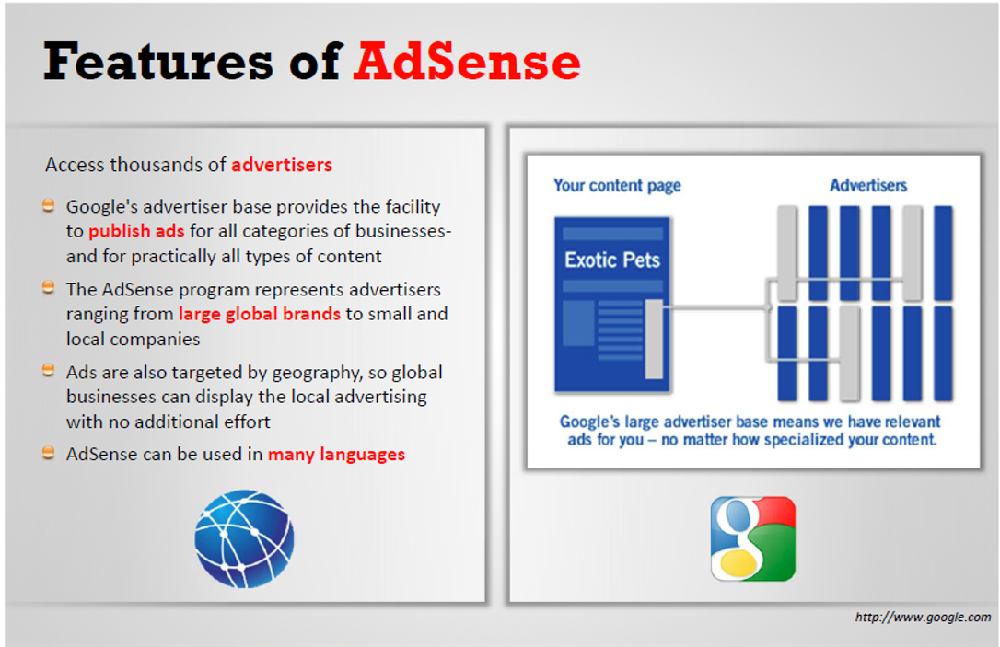 Features of AdSense
Access thousands of advertisers
Google's advertiser base provides the facility
to publish ads for all categories of businesses-
and for practically all types of content
The AdSense program represents advertisers
ranging from large global brands to small and
local companies
Ads are also targeted by geography, so global
businesses can display the local advertising
with no additional effort
AdSense can be used in many languages
Your content page
Advertisers
Exotic Pets
Google's large advertiser base means we have relevant
ads for you – no matter how specialized your content.
g
http://www.google.com